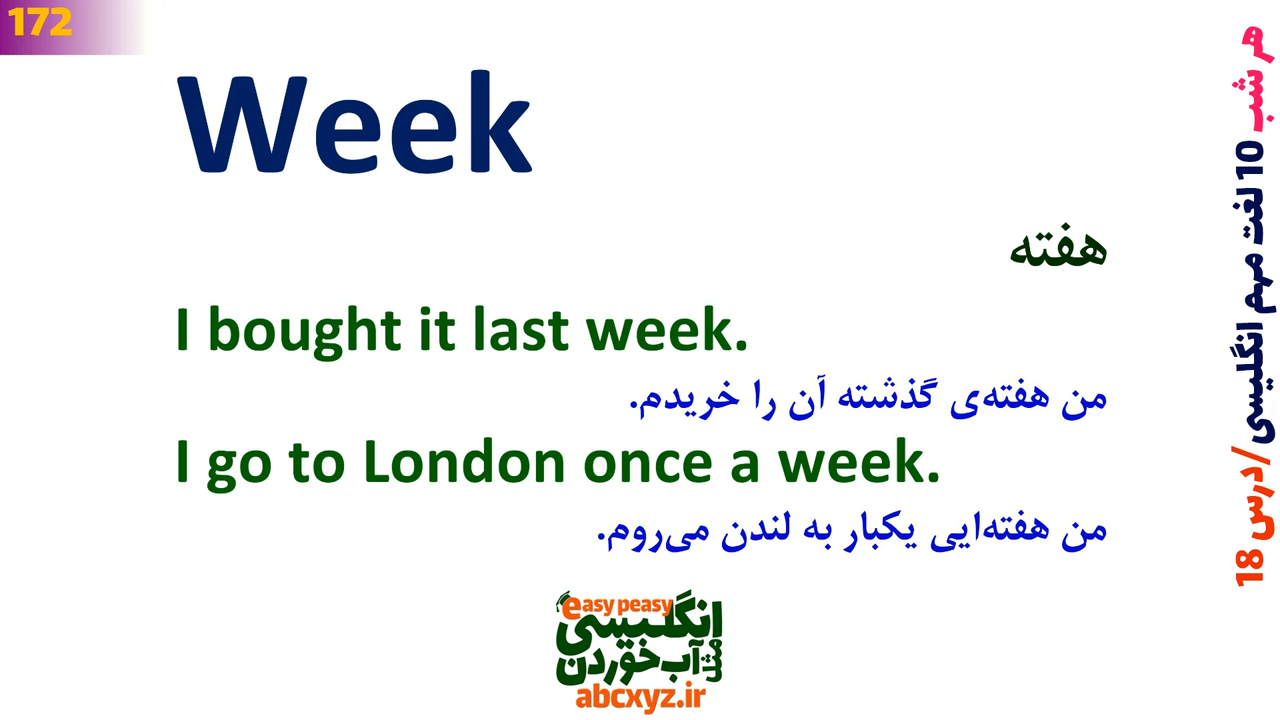 172
Week
هفته
I bought it last week.
من هفته‌ی گذشته آن را خریدم.
I go to London once a week.
من هفته‌ایی یکبار به لندن می‌روم.
easy peasy
انگلیسی
مثل آب خوردن
abcxyz.ir
هر شب 10 لغت مهم انگلیسی/درس 18